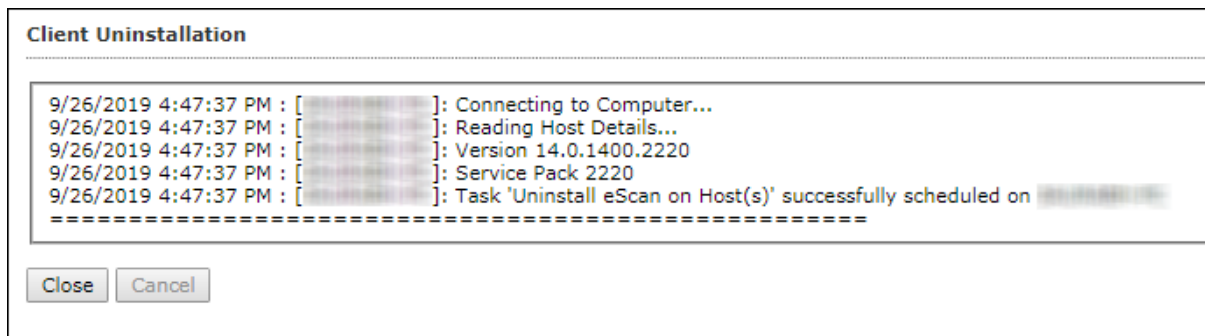 Client Uninstallation
9/26/2019 4:47:37 PM : [ ]: Connecting to Computer...
9/26/2019 4:47:37 PM : [ ]: Reading Host Details...
9/26/2019 4:47:37 PM : [ ]: Version 14.0.1400.2220
9/26/2019 4:47:37 PM : [ ]: Service Pack 2220
9/26/2019 4:47:37 PM : [ ]: Task 'Uninstall eScan on Host(s)' successfully scheduled on
====================================================
Close Cancel